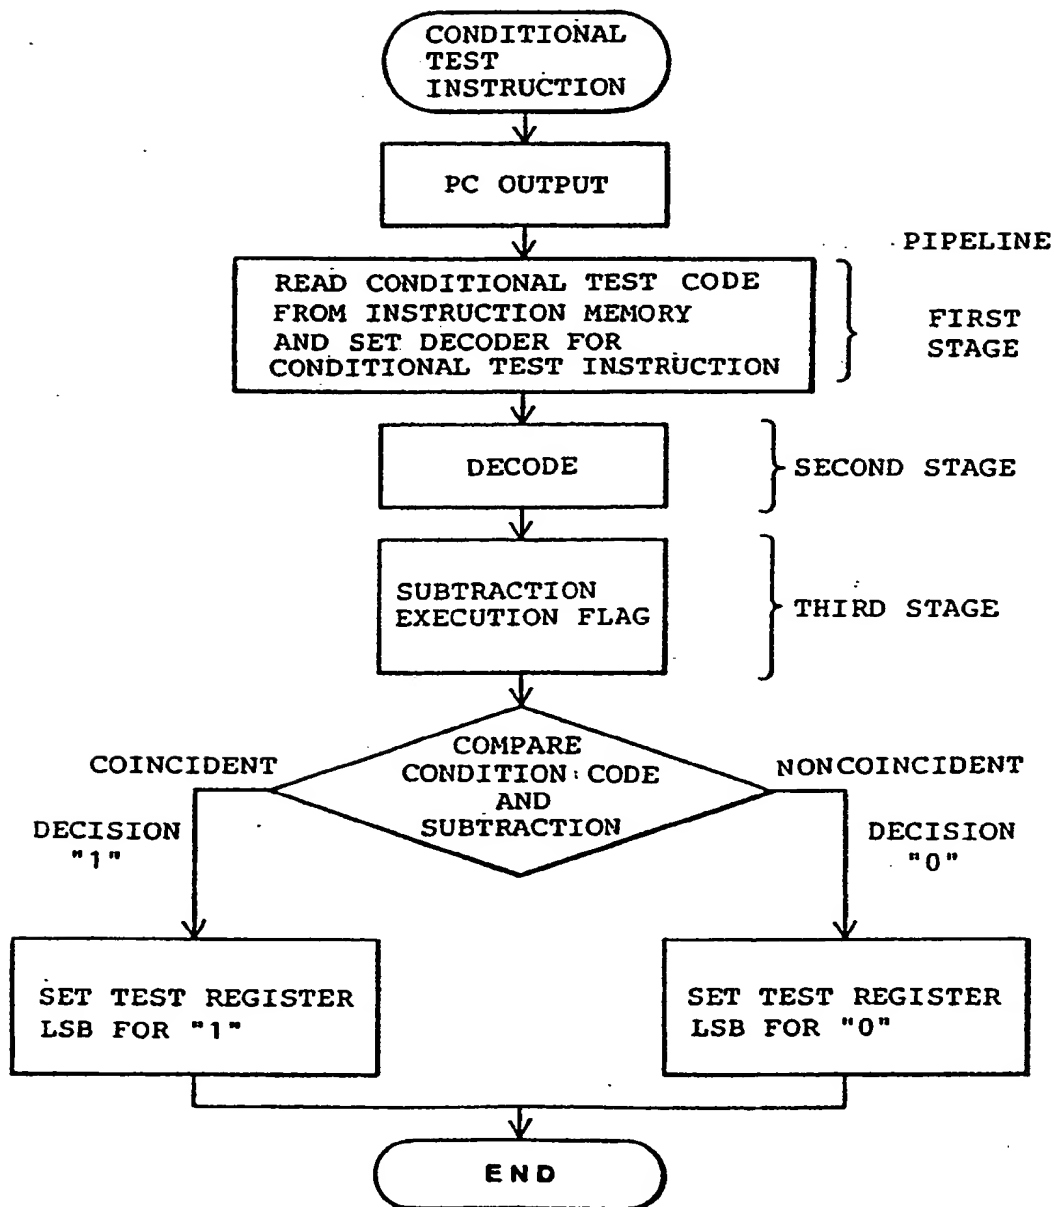 CONDITIONAL
TEST
INSTRUCTION
PC OUTPUT
PIPELINE
READ CONDITIONAL TEST CODE
FROM INSTRUCTION MEMORY
AND SET DECODER FOR
CONDITIONAL TEST INSTRUCTION
FIRST
STAGE
DECODE
SECOND STAGE
SUBTRACTION
EXECUTION FLAG
THIRD STAGE
COMPARE
CONDITION CODE
AND
SUBTRACTION
COINCIDENT
NONCOINCIDENT
DECISION
"1"
DECISION
"0"
SET TEST REGISTER
LSB FOR "1"
SET TEST REGISTER
LSB FOR "0"
END